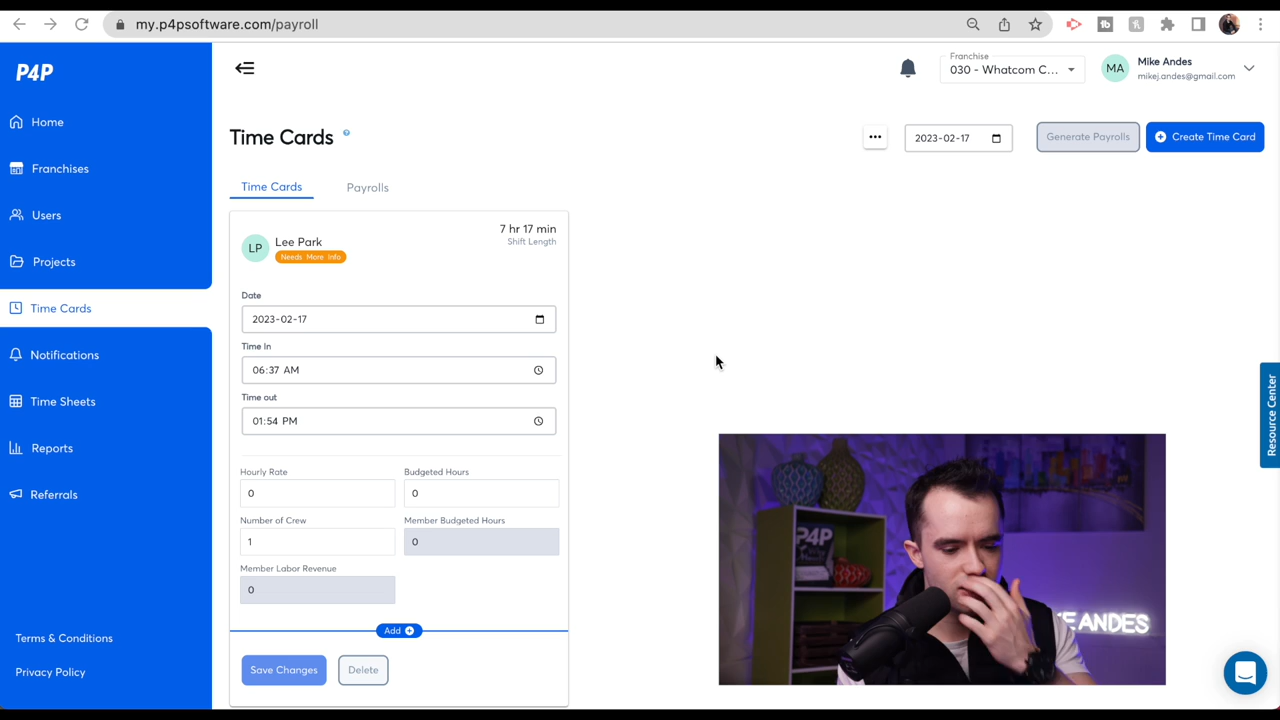 my.p4psoftware.com/payroll
P4P
Home
Franchises
Users
Projects
Time Cards
Notifications
Time Sheets
Reports
Referrals
Terms & Conditions
Privacy Policy
Franchise
030 - Whatcom C...
MA
Mike Andes
mikej.andes@gmail.com
Time Cards
2023-02-17
Generate Payrolls
Create Time Card
Time Cards
Payrolls
LP
Lee Park
Needs More Info
7 hr 17 min
Shift Length
Date
2023-02-17
Time In
06:37 AM
Time out
01:54 PM
Hourly Rate
Budgeted Hours
0
0
Number of Crew
Member Budgeted Hours
1
0
Member Labor Revenue
0
Add
Save Changes
Delete
Resource Center
P4P
KE ANDES